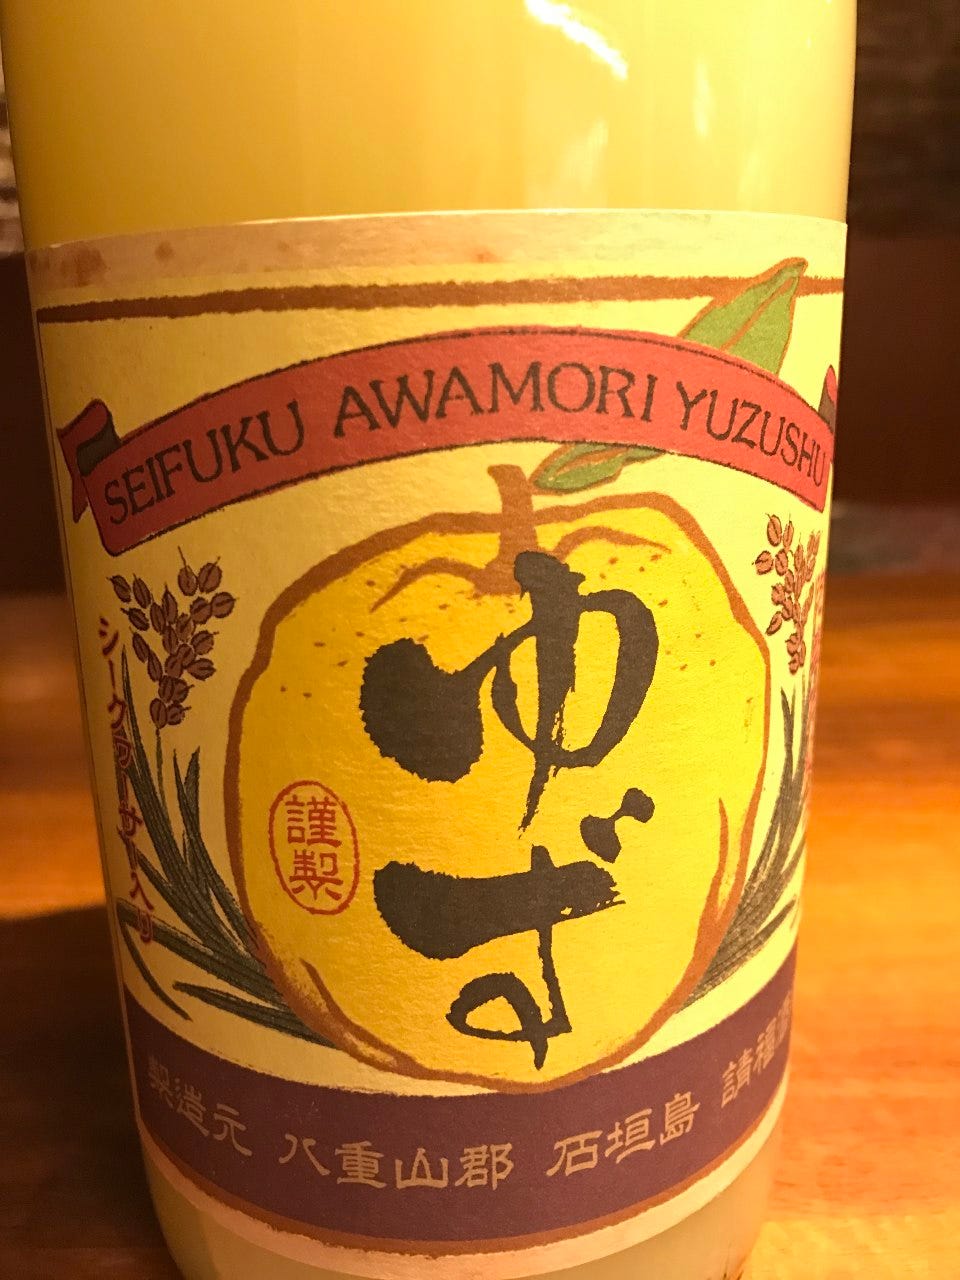 SEIFUKU AWAMORI YUZUSHU
ゆず
謹製
シークヮーサー入り
製造元 八重山郡 石垣島 請福